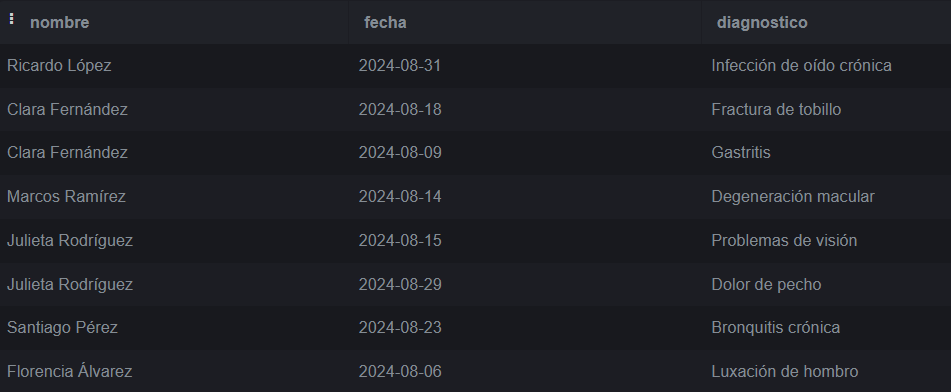 nombre fecha diagnostico
Ricardo López 2024-08-31 Infección de oído crónica
Clara Fernández 2024-08-18 Fractura de tobillo
Clara Fernández 2024-08-09 Gastritis
Marcos Ramírez 2024-08-14 Degeneración macular
Julieta Rodríguez 2024-08-15 Problemas de visión
Julieta Rodríguez 2024-08-29 Dolor de pecho
Santiago Pérez 2024-08-23 Bronquitis crónica
Florencia Álvarez 2024-08-06 Luxación de hombro